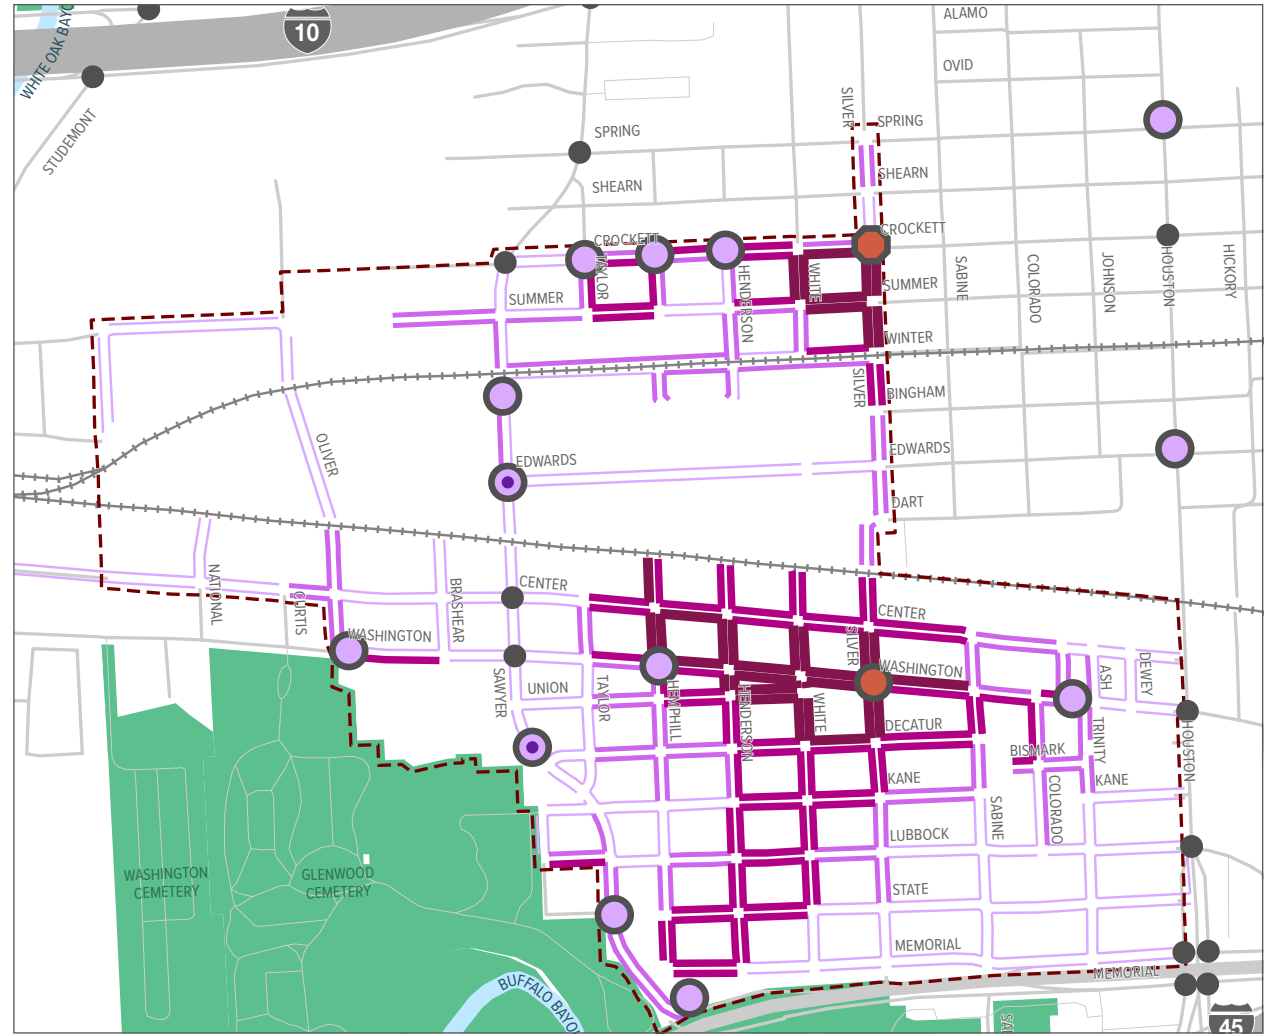 ALAMO
10
WHITE OAK BAYO
OVID
STUDEMONT
SPRING
SILVER
SPRING
SHEARN
SHEARN
CROCKETT
CROCKETT
TAYLOR
HENDERSON
WHITE
SUMMER
SUMMER
SABINE
COLORADO
JOHNSON
HOUSTON
HICKORY
WINTER
SILVER
BINGHAM
OLIVER
EDWARDS
EDWARDS
DART
NATIONAL
CURTIS
BRASHEAR
CENTER
CENTER
WASHINGTON
SILVER
WASHINGTON
SAWYER
UNION
TAYLOR
HEMPHILL
HENDERSON
WHITE
DECATUR
ASH
DEWEY
TRINITY
BISMARK
HOUSTON
KANE
KANE
COLORADO
SABINE
LUBBOCK
WASHINGTON
CEMETERY
GLENWOOD
CEMETERY
STATE
MEMORIAL
MEMORIAL
BUFFALO BAYOU
SA
45